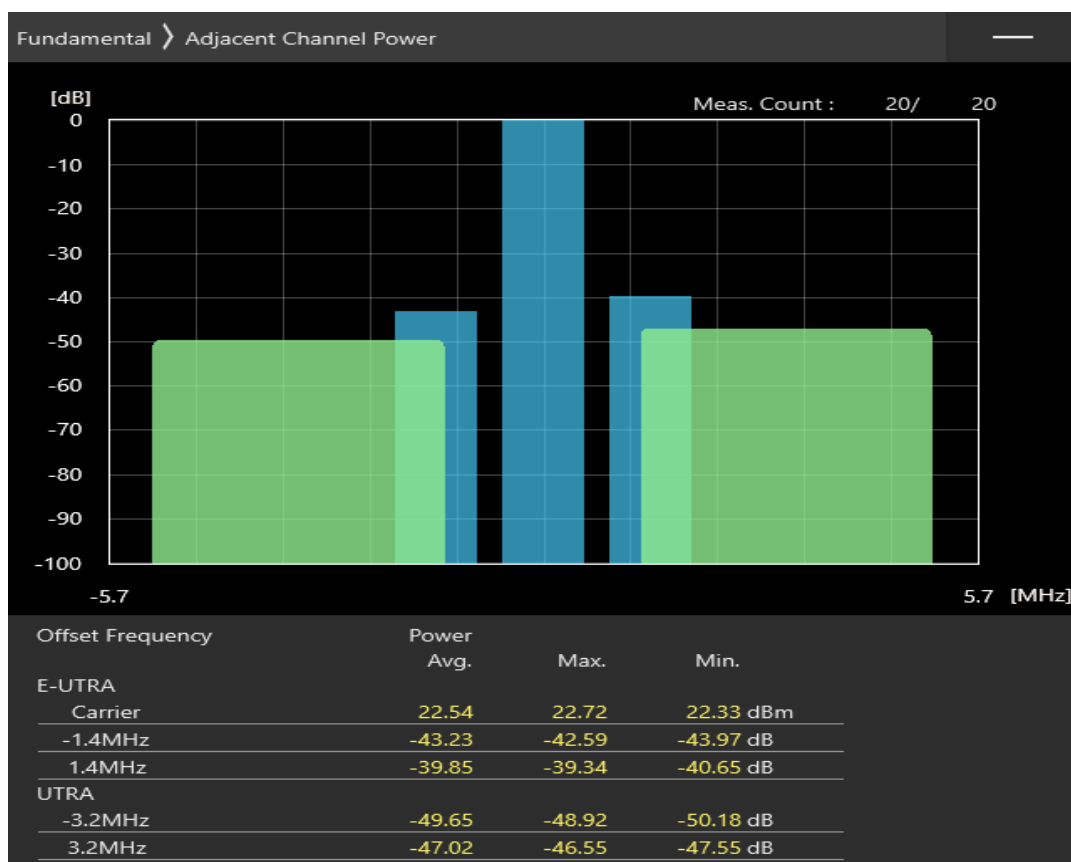 Fundamental 〉 Adjacent Channel Power
[dB]
Meas. Count : 20/ 20
0
-10
-20
-30
-40
-50
-60
-70
-80
-90
-100
-5.7 5.7 [MHz]
Offset Frequency Power
Avg. Max. Min.
E-UTRA
Carrier 22.54 22.72 22.33 dBm
-1.4MHz -43.23 -42.59 -43.97 dB
1.4MHz -39.85 -39.34 -40.65 dB
UTRA
-3.2MHz -49.65 -48.92 -50.18 dB
3.2MHz -47.02 -46.55 -47.55 dB